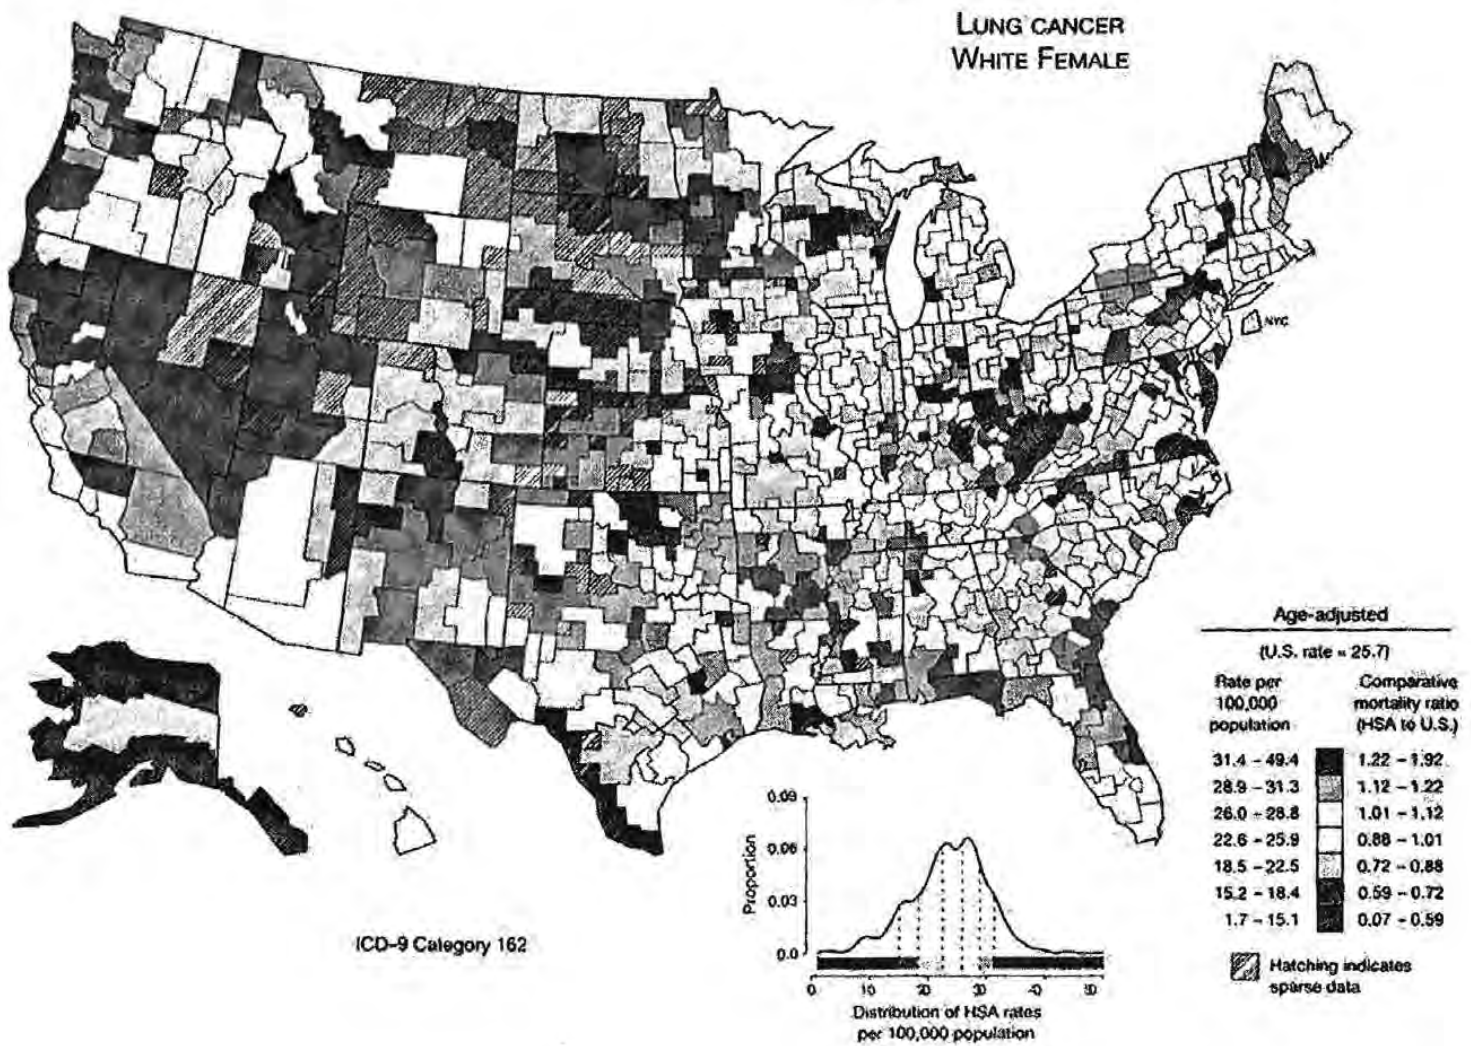 LUNG CANCER
WHITE FEMALE
NYC
Age-adjusted
(U.S. rate = 25.7)
Rate per
100,000
population
Comparative
mortality ratio
(HSA to U.S.)
31.4 - 49.4 1.22 - 1.92
28.9 - 31.3 1.12 - 1.22
26.0 - 28.8 1.01 - 1.12
22.6 - 25.9 0.88 - 1.01
18.5 - 22.5 0.72 - 0.88
15.2 - 18.4 0.59 - 0.72
1.7 - 15.1 0.07 - 0.59
Hatching indicates
sparse data
ICD-9 Category 162
Proportion
0.09
0.06
0.03
0.0
0 10 20 30 40 50
Distribution of HSA rates
per 100,000 population